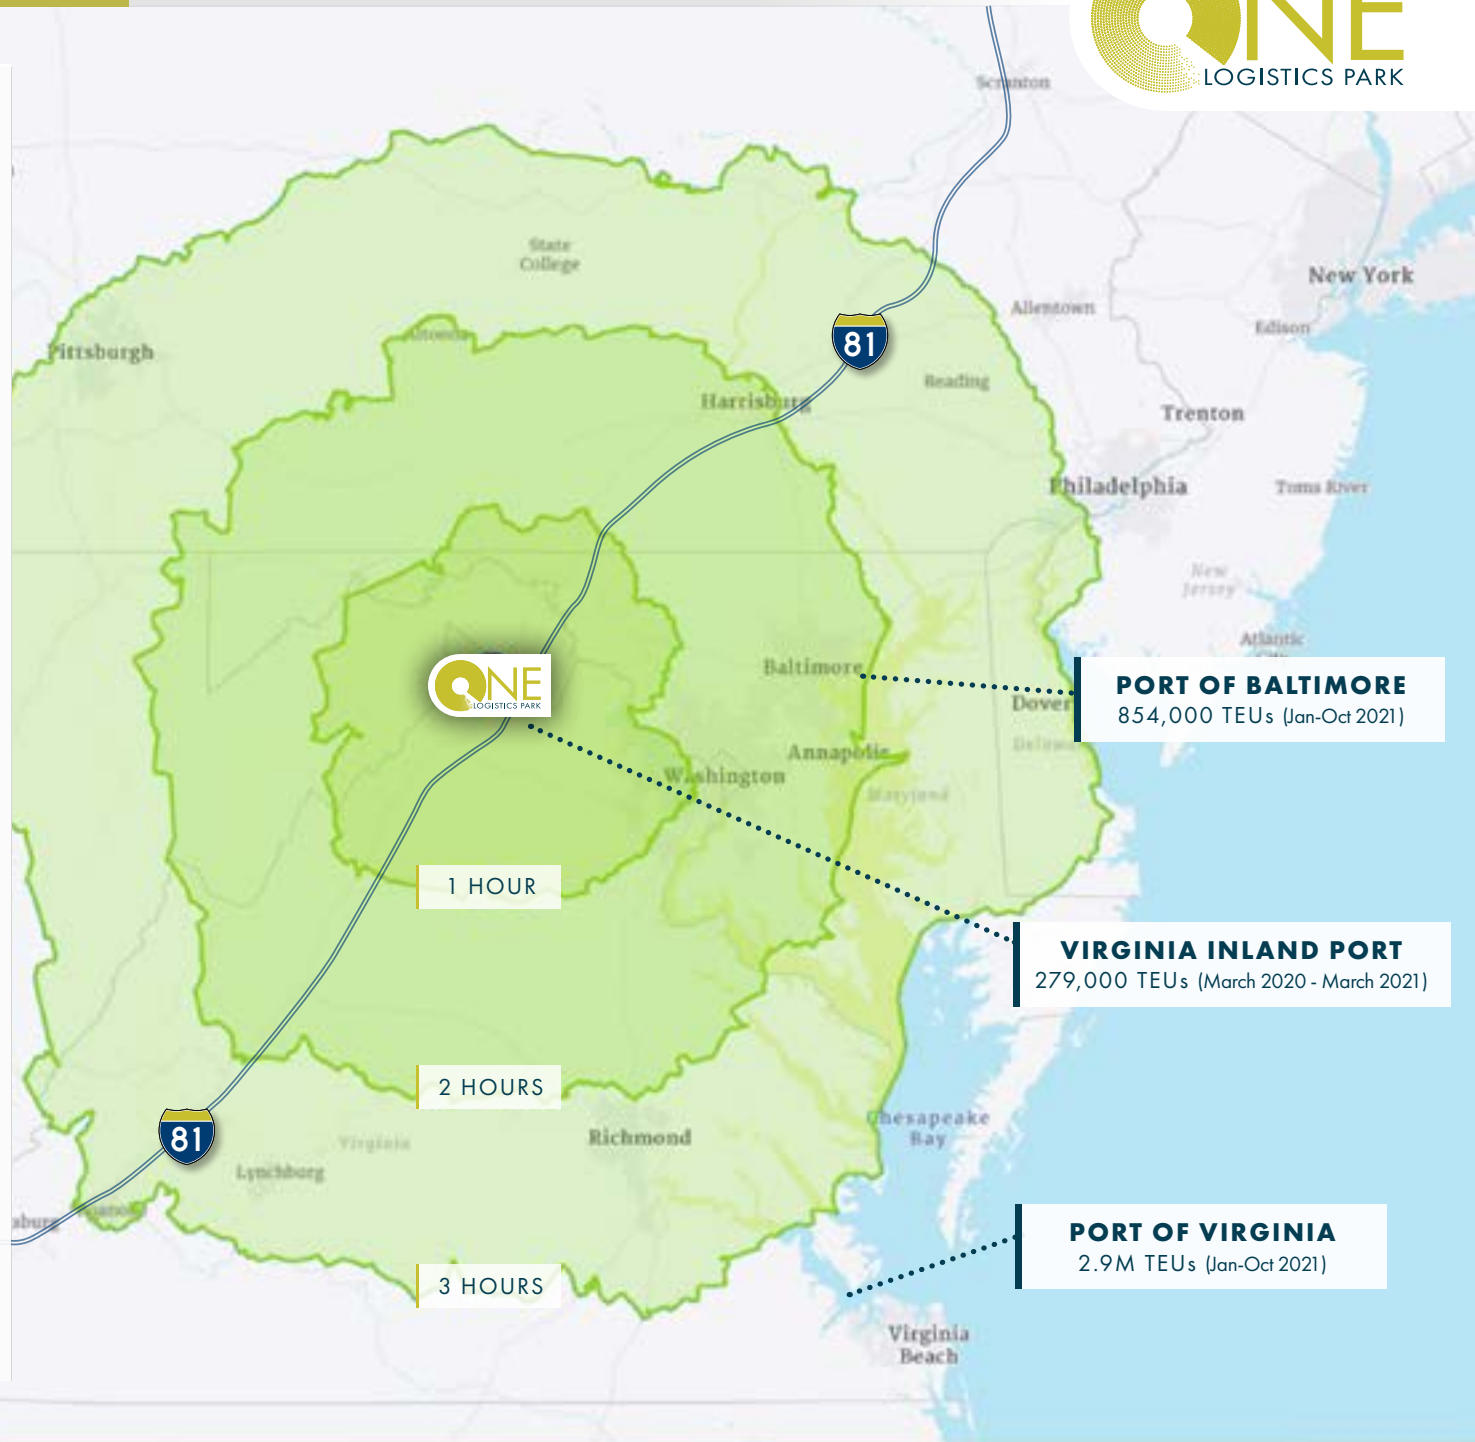 ONE
LOGISTICS PARK
Scranton
State
College
New York
Allentown
Edison
81
Altoona
Pittsburgh
Reading
Harrisburg
Trenton
Philadelphia
Toms River
New
Jersey
Atlantic
Baltimore
ONE
LOGISTICS PARK
PORT OF BALTIMORE
854,000 TEUs (Jan-Oct 2021)
Dover
Annapolis
Washington
Maryland
1 HOUR
VIRGINIA INLAND PORT
279,000 TEUs (March 2020 - March 2021)
2 HOURS
81
Chesapeake
Bay
Richmond
Virginia
Lynchburg
Roanoke
PORT OF VIRGINIA
2.9M TEUs (Jan-Oct 2021)
3 HOURS
Virginia
Beach